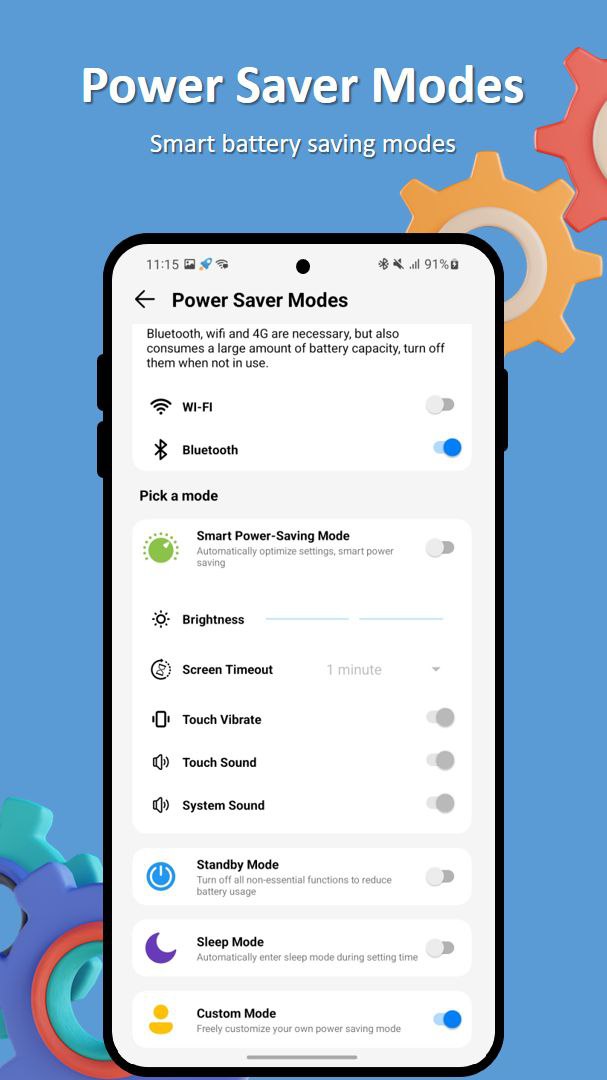 Power Saver Modes
Smart battery saving modes
11:15 91%
Power Saver Modes
Bluetooth, wifi and 4G are necessary, but also
consumes a large amount of battery capacity, turn off
them when not in use.
WI-FI
Bluetooth
Pick a mode
Smart Power-Saving Mode
Automatically optimize settings, smart power
saving
Brightness
Screen Timeout 1 minute
Touch Vibrate
Touch Sound
System Sound
Standby Mode
Turn off all non-essential functions to reduce
battery usage
Sleep Mode
Automatically enter sleep mode during setting time
Custom Mode
Freely customize your own power saving mode